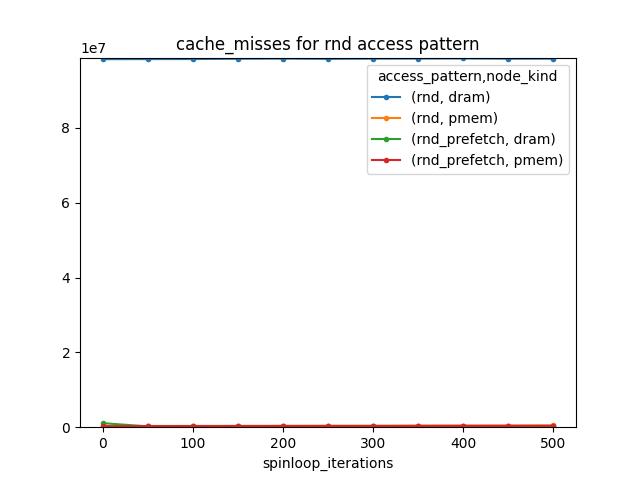 cache_misses for rnd access pattern
1e7
access_pattern,node_kind
(rnd, dram)
(rnd, pmem)
(rnd_prefetch, dram)
(rnd_prefetch, pmem)
8
6
4
2
0
0 100 200 300 400 500
spinloop_iterations